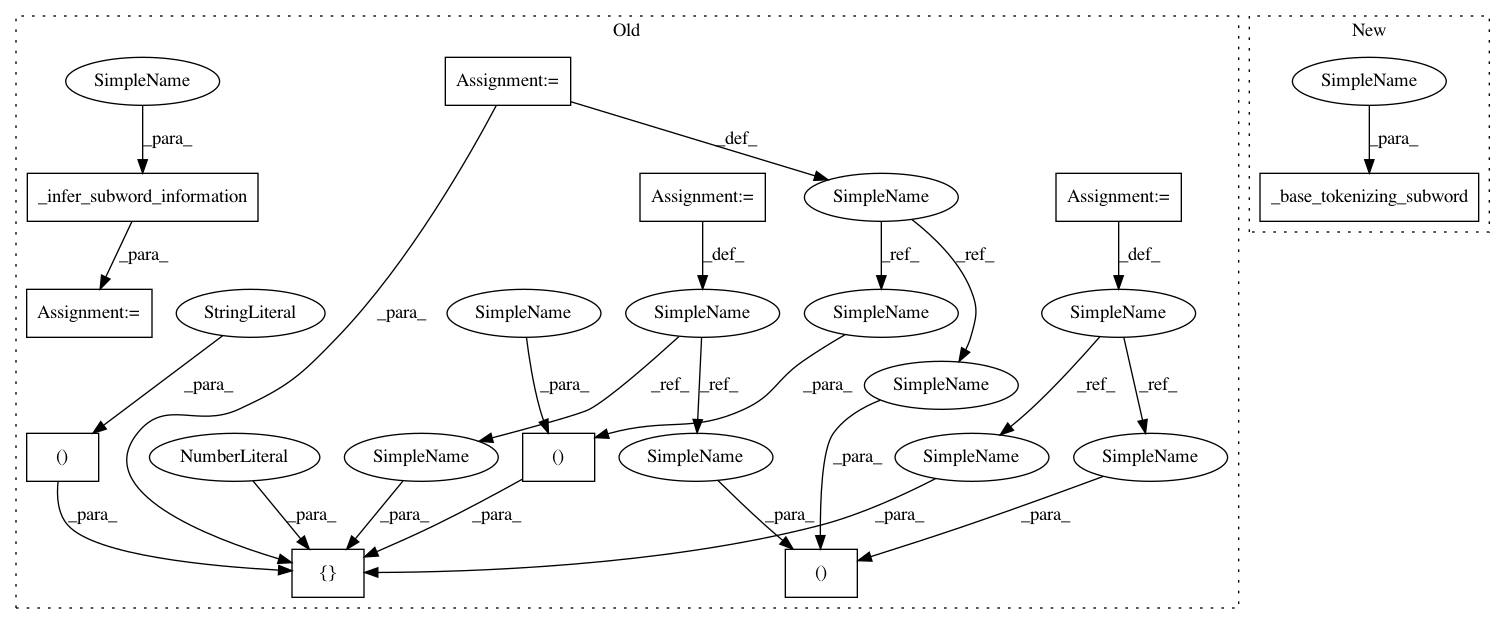 Old
New
SimpleName
Assignment:=
SimpleName
_para_
_def_
_para_
_infer_subword_information
Assignment:=
SimpleName
Assignment:=
_base_tokenizing_subword
_para_
_def_
_ref_
_ref_
_def_
Assignment:=
StringLiteral
_para_
SimpleName
SimpleName
SimpleName
SimpleName
_para_
_para_
_ref_
_ref_
_para_
SimpleName
_ref_
_ref_
()
NumberLiteral
SimpleName
()
SimpleName
_para_
SimpleName
SimpleName
_para_
_para_
_para_
_para_
_para_
_para_
_para_
{}
()